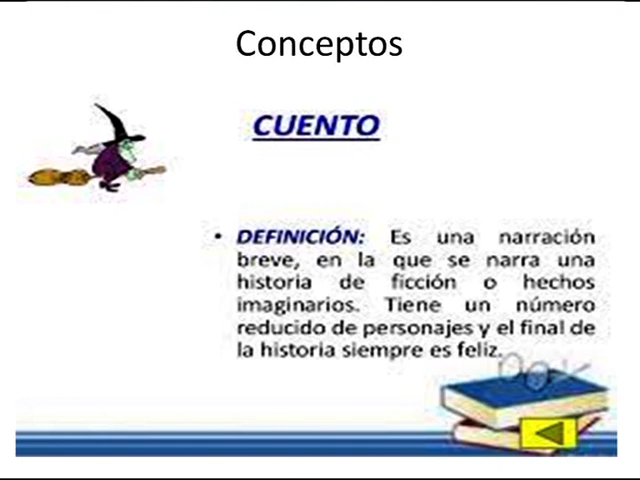 Conceptos
CUENTO
• DEFINICIÓN: Es una narración
breve, en la que se narra una
historia de ficción o hechos
imaginarios. Tiene un número
reducido de personajes y el final de
la historia siempre es feliz.